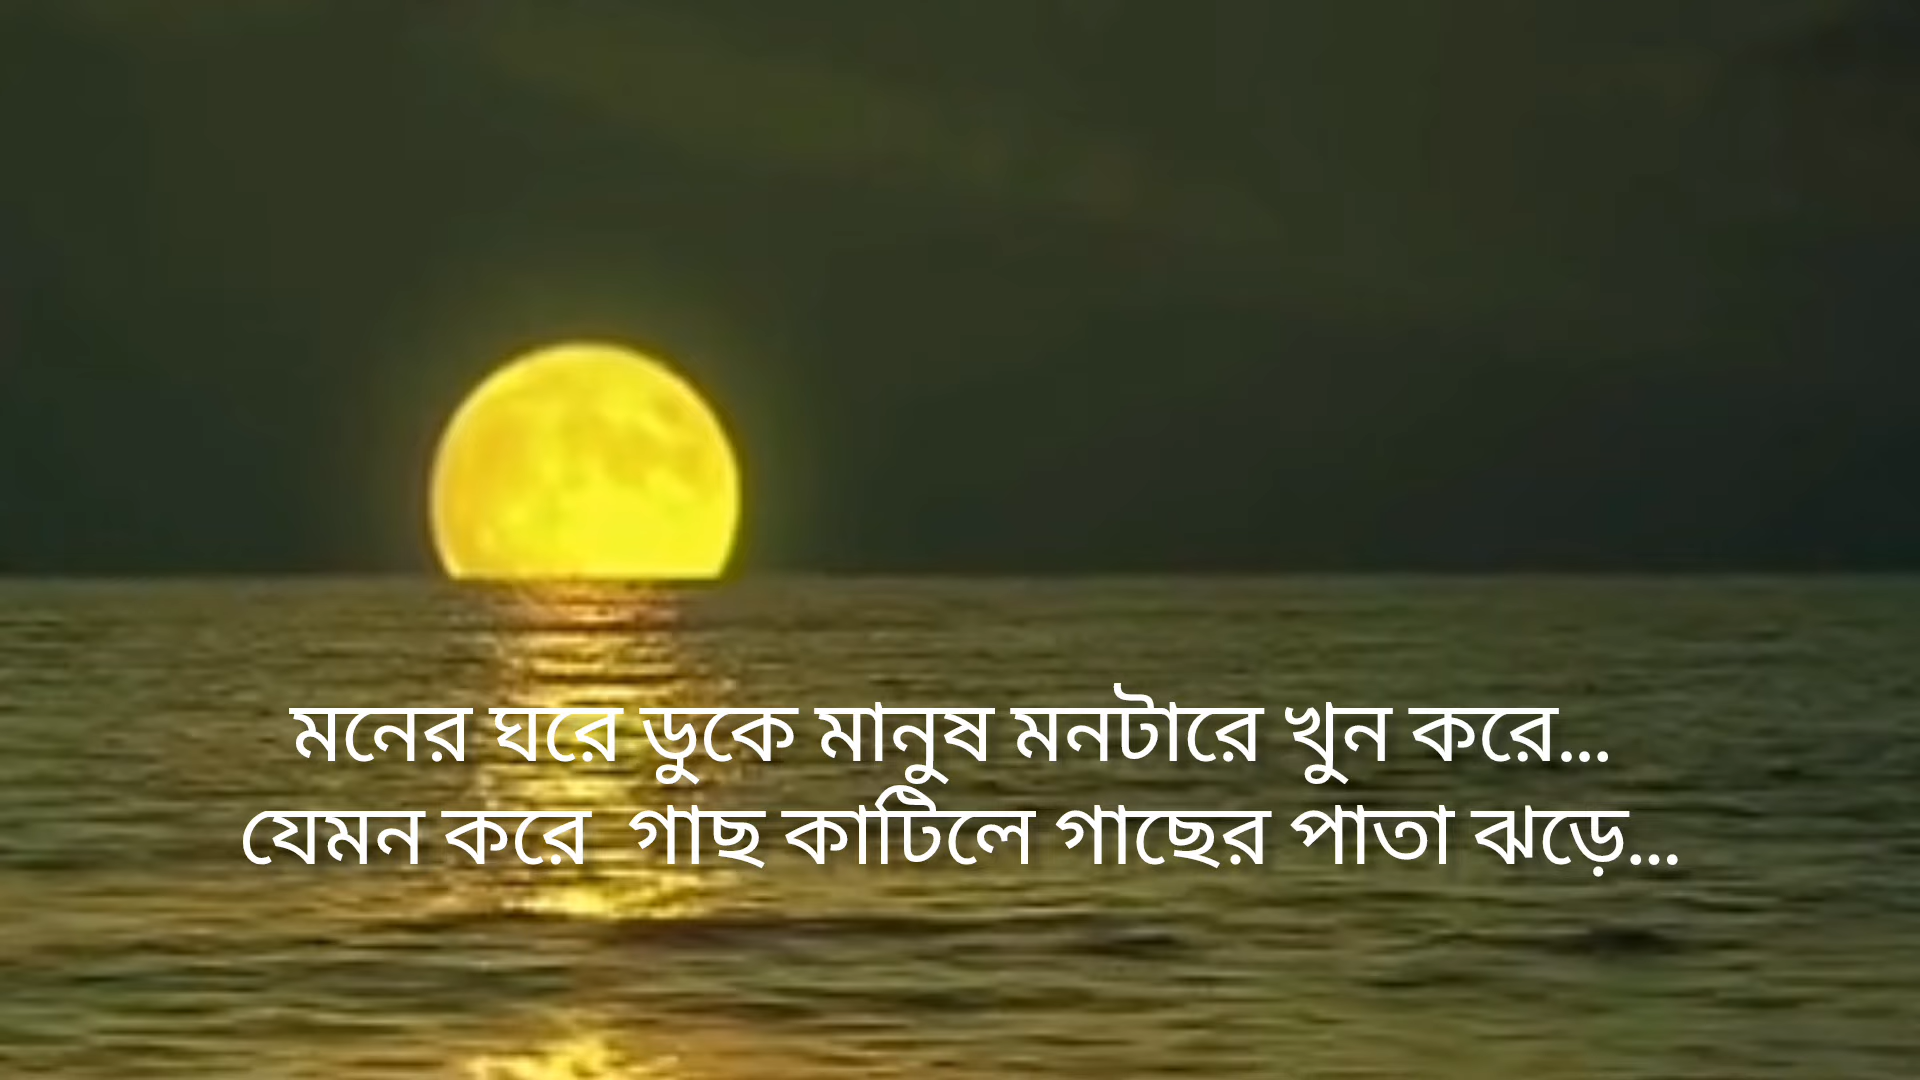 মনের ঘরে ডুকে মানুষ মনটারে খুন করে...
যেমন করে গাছ কাটিলে গাছের পাতা ঝড়ে...